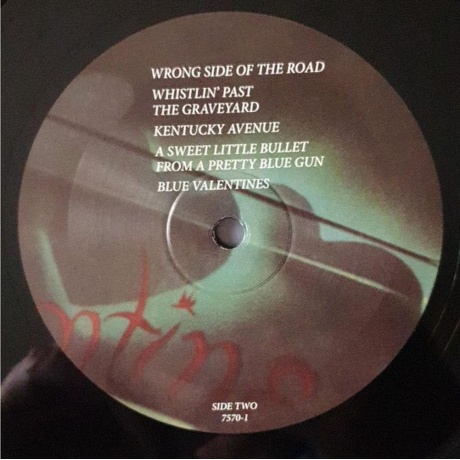 WRONG SIDE OF THE ROAD
WHISTLIN' PAST
THE GRAVEYARD
KENTUCKY AVENUE
A SWEET LITTLE BULLET
FROM A PRETTY BLUE GUN
BLUE VALENTINES
SIDE TWO
7570-1